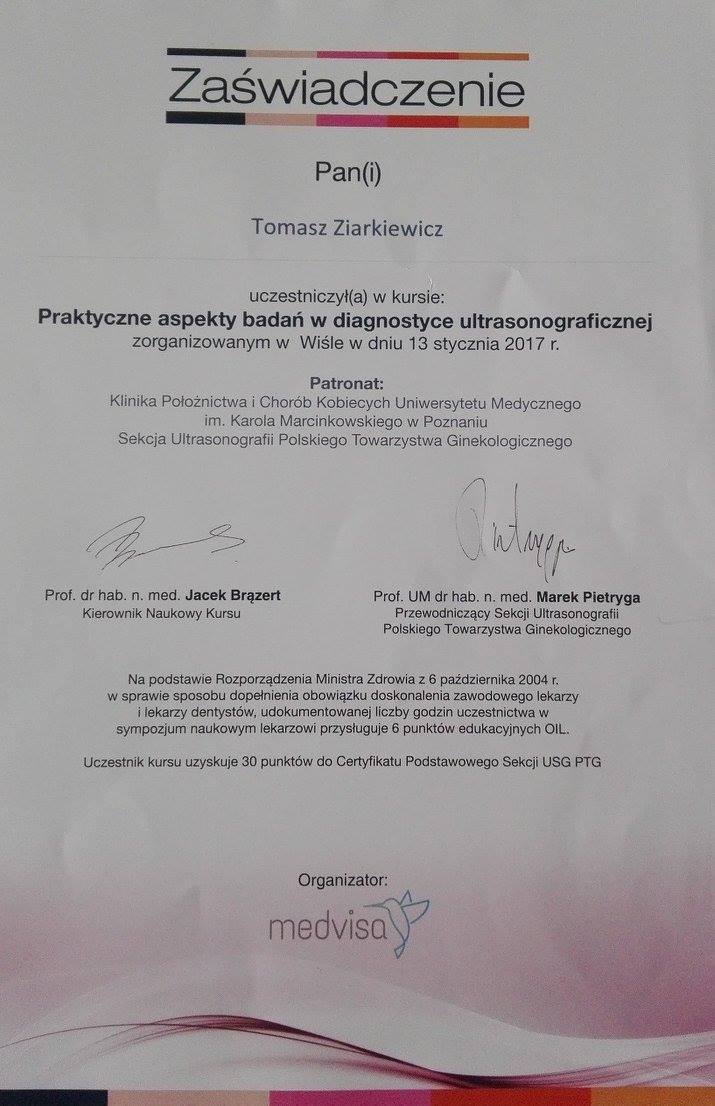 Zaświadczenie
Pan(i)
Tomasz Ziarkiewicz
uczestniczył(a) w kursie:
Praktyczne aspekty badań w diagnostyce ultrasonograficznej
zorganizowanym w Wiśle w dniu 13 stycznia 2017 r.
Patronat:
Klinika Położnictwa i Chorób Kobiecych Uniwersytetu Medycznego
im. Karola Marcinkowskiego w Poznaniu
Sekcja Ultrasonografii Polskiego Towarzystwa Ginekologicznego
Prof. dr hab. n. med. Jacek Brązert
Kierownik Naukowy Kursu
Prof. UM dr hab. n. med. Marek Pietryga
Przewodniczący Sekcji Ultrasonografii
Polskiego Towarzystwa Ginekologicznego
Na podstawie Rozporządzenia Ministra Zdrowia z 6 października 2004 r.
w sprawie sposobu dopełnienia obowiązku doskonalenia zawodowego lekarzy
i lekarzy dentystów, udokumentowanej liczby godzin uczestnictwa w
sympozjum naukowym lekarzowi przysługuje 6 punktów edukacyjnych OIL.
Uczestnik kursu uzyskuje 30 punktów do Certyfikatu Podstawowego Sekcji USG PTG
Organizator:
medvisa